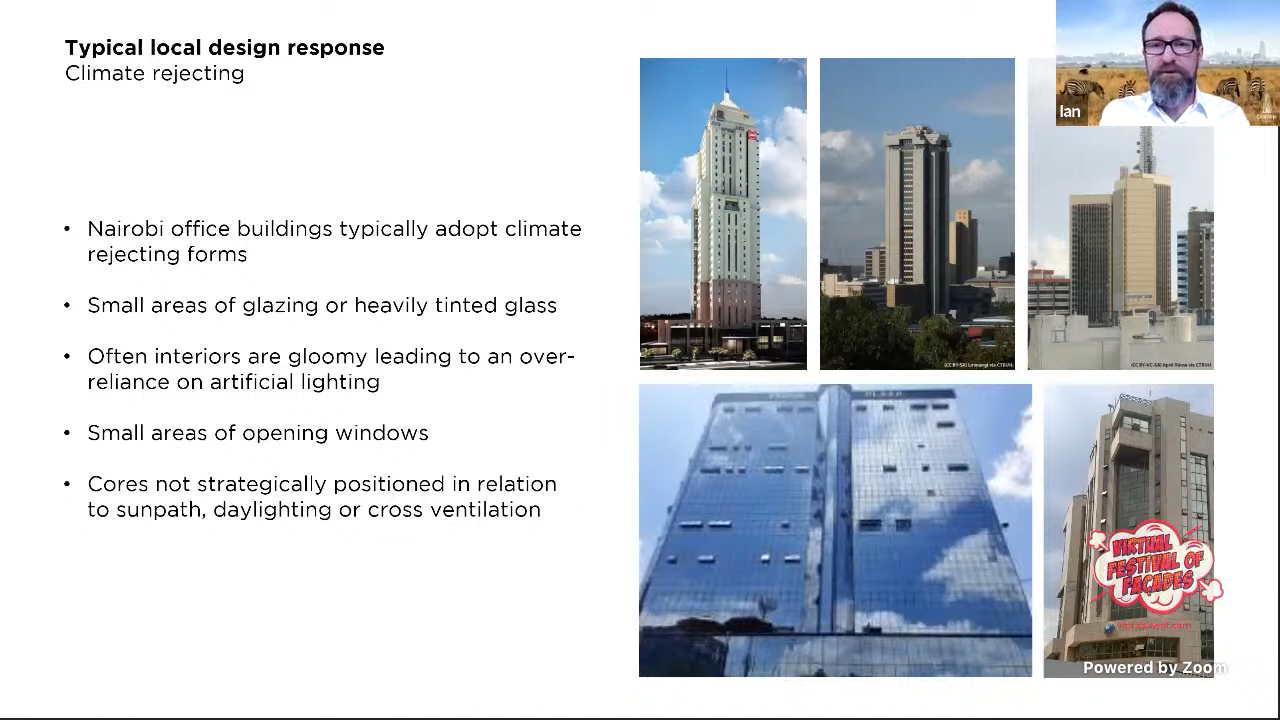 Typical local design response
Climate rejecting
Ian
• Nairobi office buildings typically adopt climate
rejecting forms
• Small areas of glazing or heavily tinted glass
• Often interiors are gloomy leading to an over-
reliance on artificial lighting
• Small areas of opening windows
• Cores not strategically positioned in relation
to sunpath, daylighting or cross ventilation
VIRTUAL
FESTIVAL OF
FAÇADES
Powered by Zoom